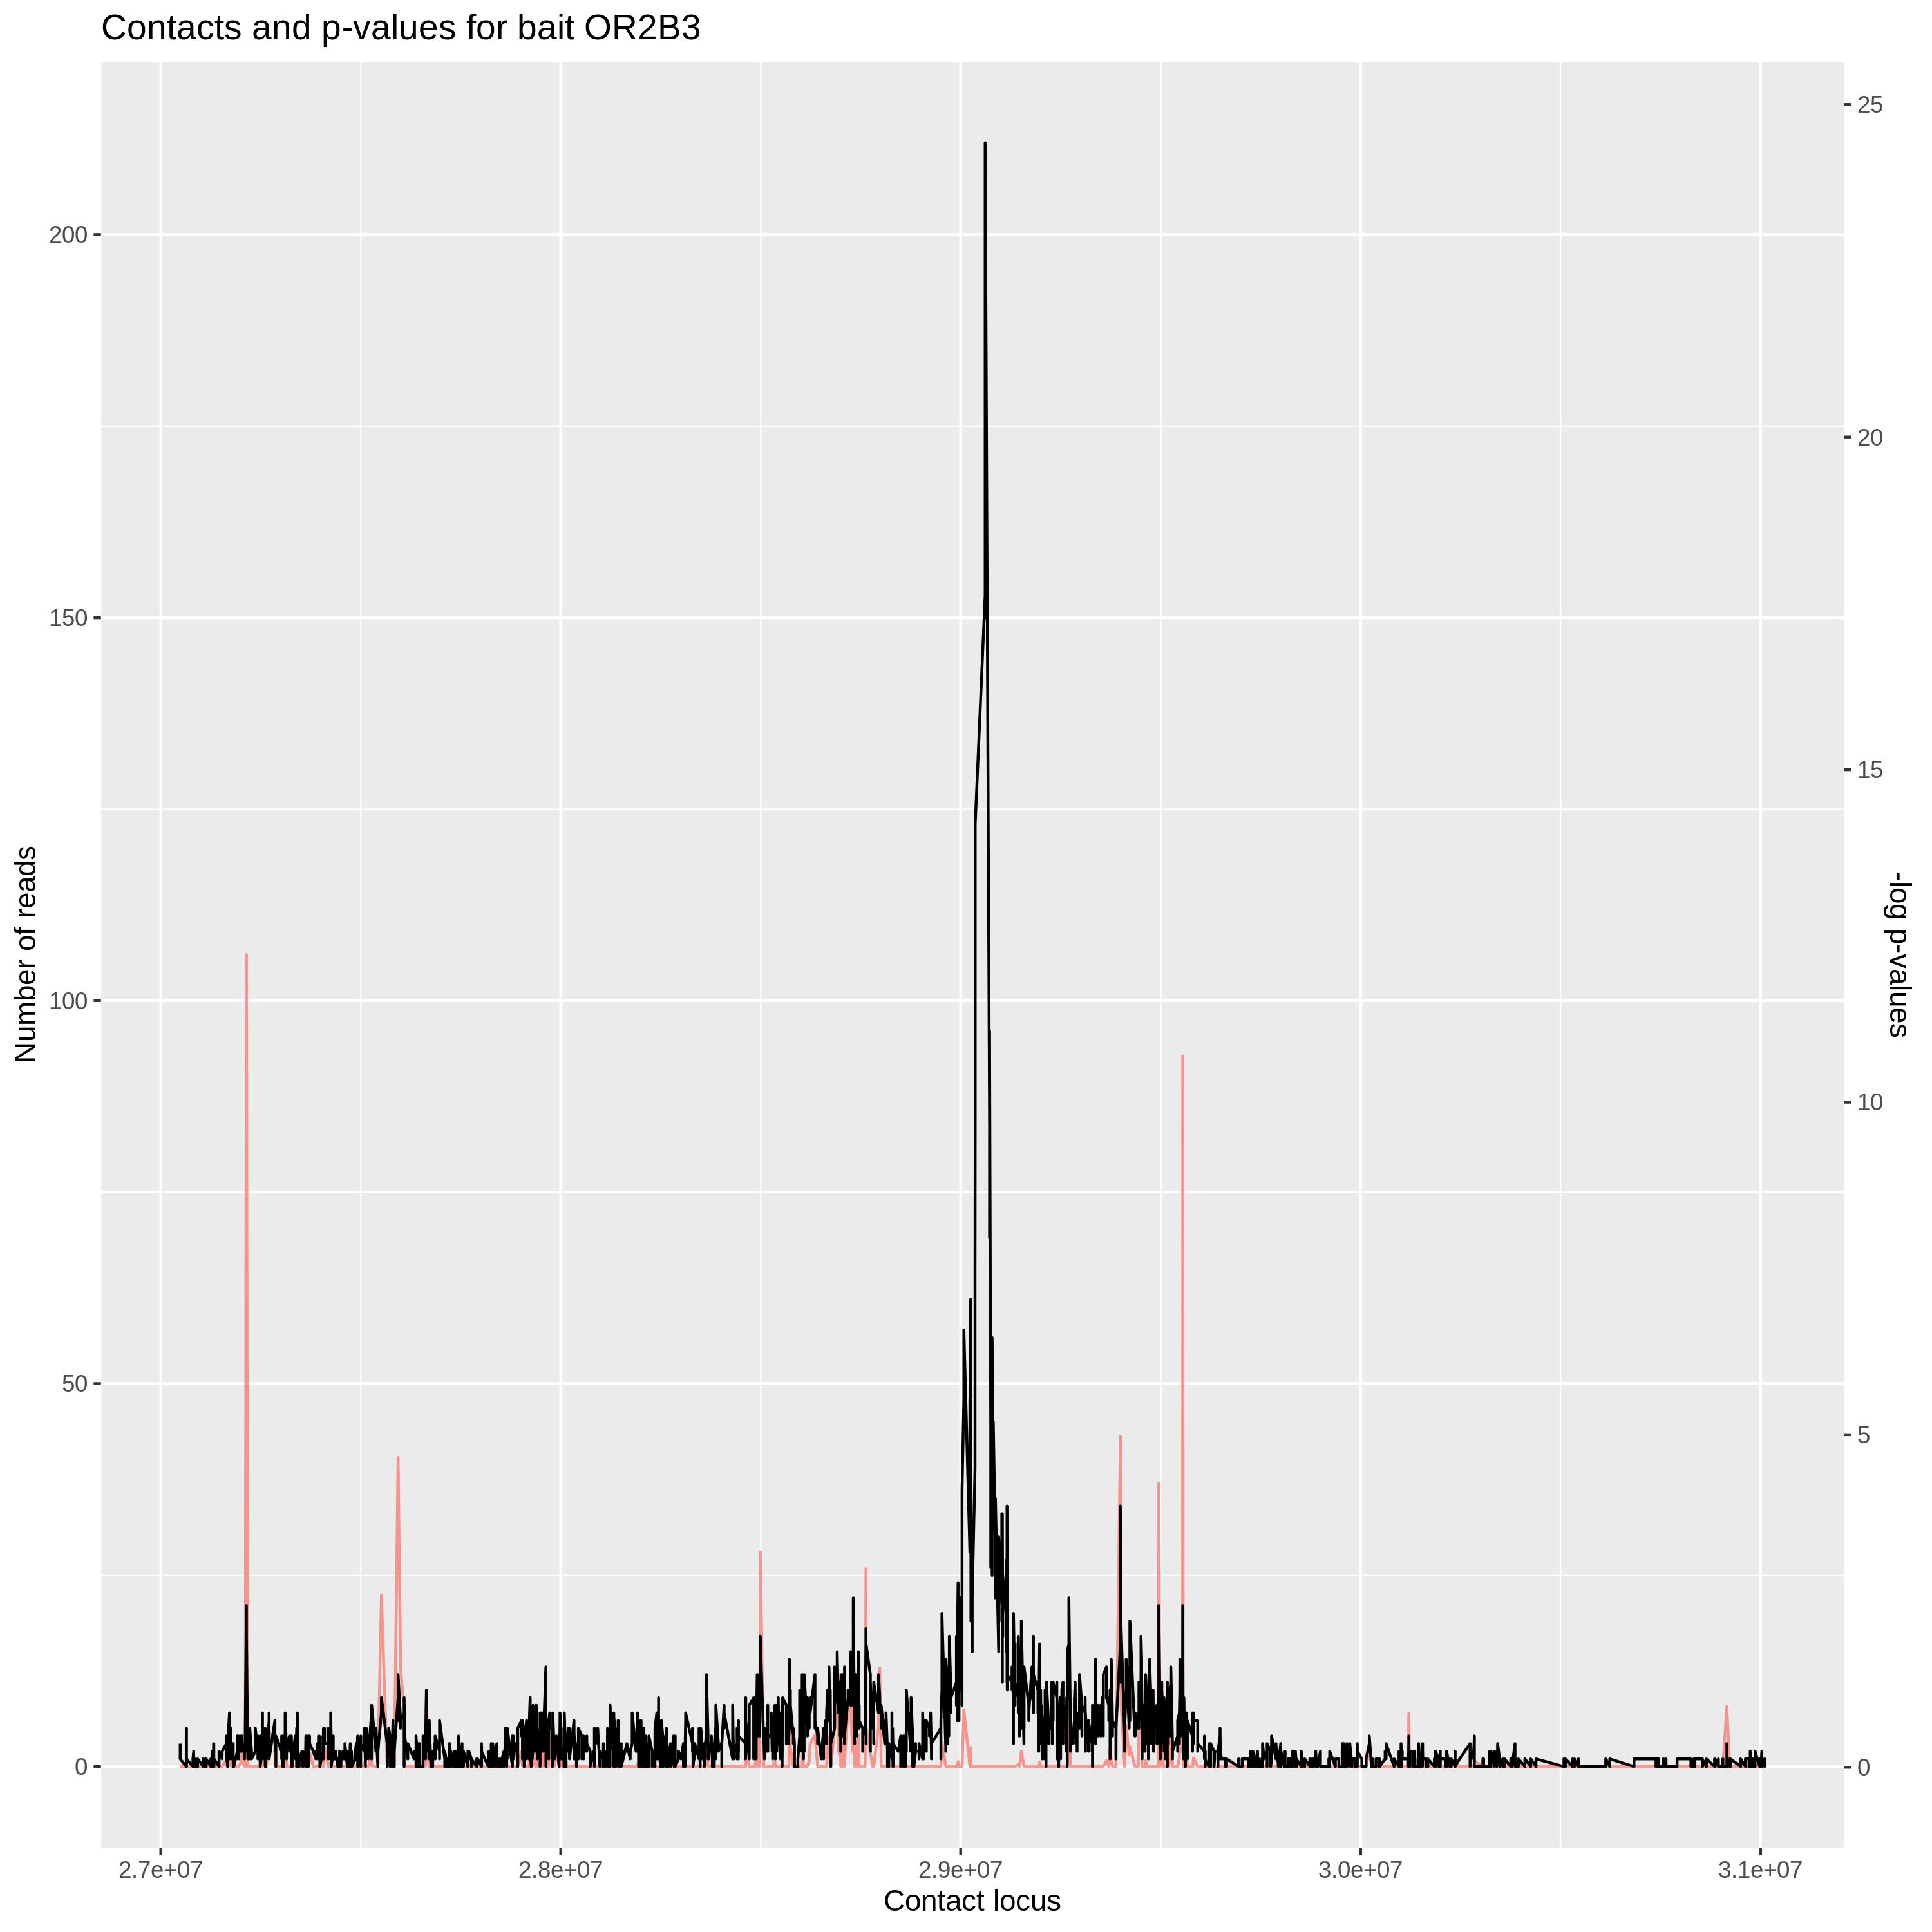 Contacts and p-values for bait OR2B3
200
150
100
50
0
Number of reads
25
20
15
10
5
0
-log p-values
2.7e+07
2.8e+07
2.9e+07
3.0e+07
3.1e+07
Contact locus